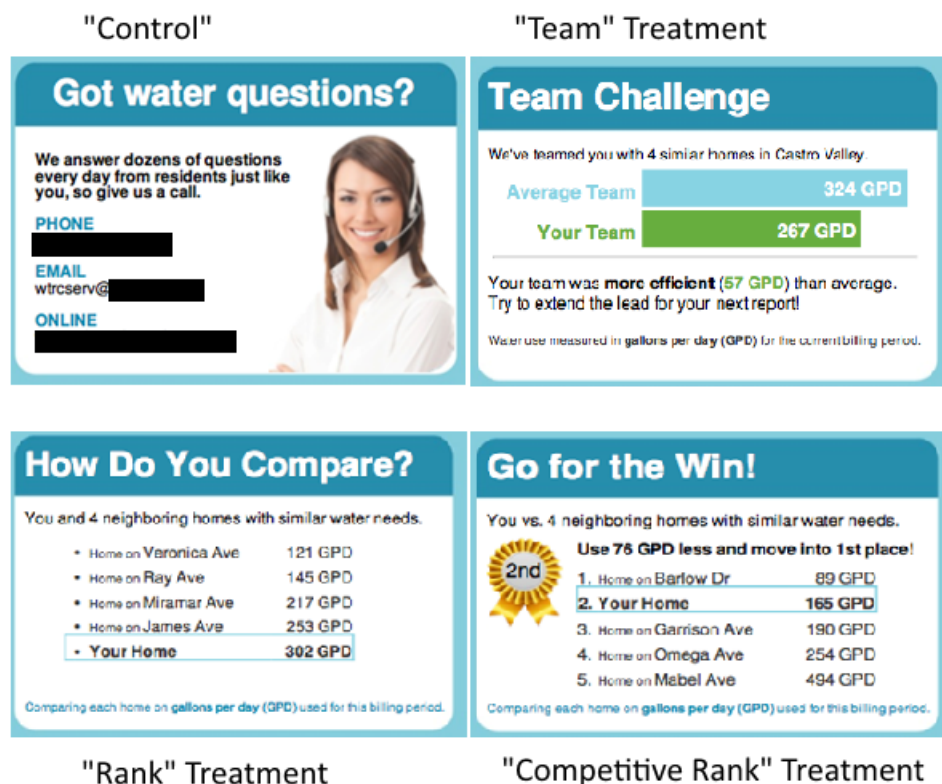 "Control"
"Team" Treatment
Got water questions?
We answer dozens of questions
every day from residents just like
you, so give us a call.
PHONE
EMAIL
wtrcserv@
ONLINE
Team Challenge
We've teamed you with 4 similar homes in Castro Valley.
Average Team 324 GPD
Your Team 267 GPD
Your team was more efficient (57 GPD) than average.
Try to extend the lead for your next report!
Water use measured in gallons per day (GPD) for the current billing period.
How Do You Compare?
You and 4 neighboring homes with similar water needs.
• Home on Veronica Ave 121 GPD
• Home on Ray Ave 145 GPD
• Home on Miramar Ave 217 GPD
• Home on James Ave 253 GPD
• Your Home 302 GPD
Comparing each home on gallons per day (GPD) used for this billing period.
Go for the Win!
You vs. 4 neighboring homes with similar water needs.
2nd
Use 76 GPD less and move into 1st place!
1. Home on Barlow Dr 89 GPD
2. Your Home 165 GPD
3. Home on Garrison Ave 190 GPD
4. Home on Omega Ave 254 GPD
5. Home on Mabel Ave 494 GPD
Comparing each home on gallons per day (GPD) used for this billing period.
"Rank" Treatment
"Competitive Rank" Treatment